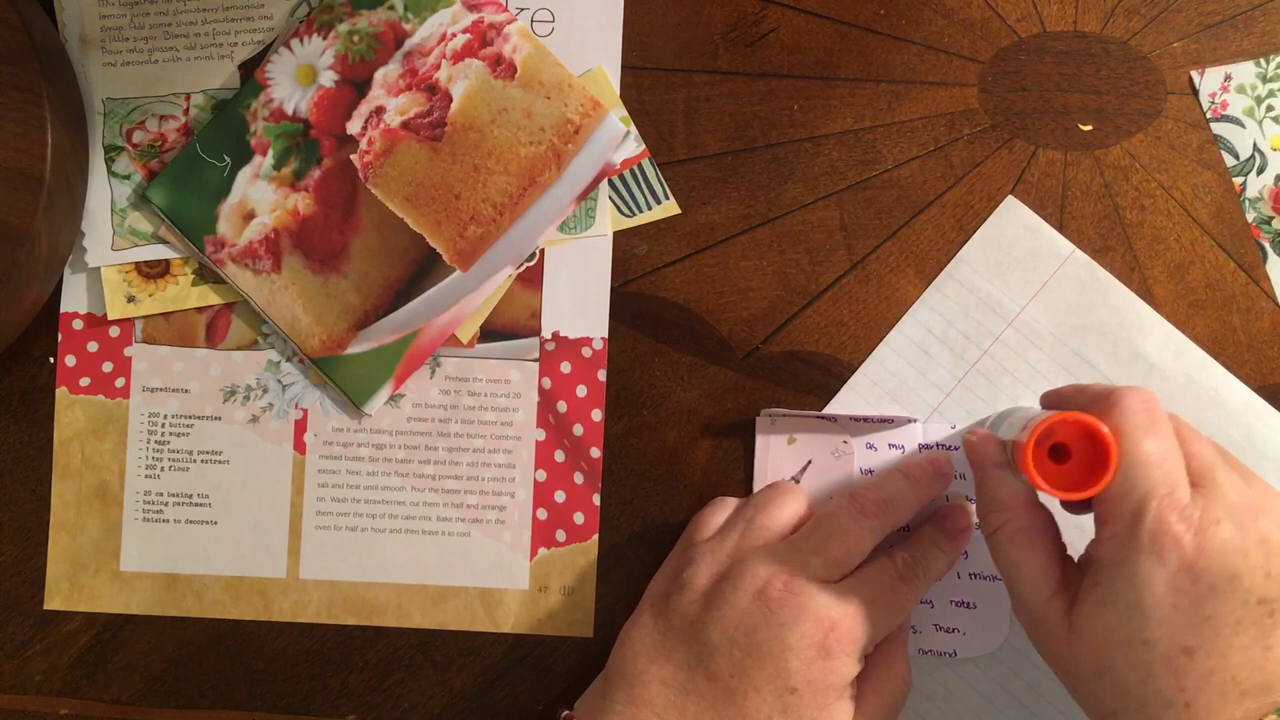 Mix together an equal
lemon juice and strawberry lemonade
syrup. Add some sliced strawberries and
a little sugar. Blend in a food processor.
Pour into glasses, add some ice cubes
and decorate with a mint leaf.
ke
Ingredients:
- 200 g strawberries
- 130 g butter
- 120 g sugar
- 2 eggs
- 1 tsp baking powder
- 1 tsp vanilla extract
- 200 g flour
- salt
- 20 cm baking tin
- baking parchment
- brush
- daisies to decorate
Preheat the oven to
200 °C. Take a round 20
cm baking tin. Use the brush to
grease it with a little butter and
line it with baking parchment. Melt the butter. Combine
the sugar and eggs in a bowl. Beat together and add the
melted butter. Stir the batter well and then add the vanilla
extract. Next, add the flour, baking powder and a pinch of
salt and beat until smooth. Pour the batter into the baking
tin. Wash the strawberries, cut them in half and arrange
them over the top of the cake mix. Bake the cake in the
oven for half an hour and then leave it to cool.
47
as my partner
lot
I think
notes
s. Then,
around